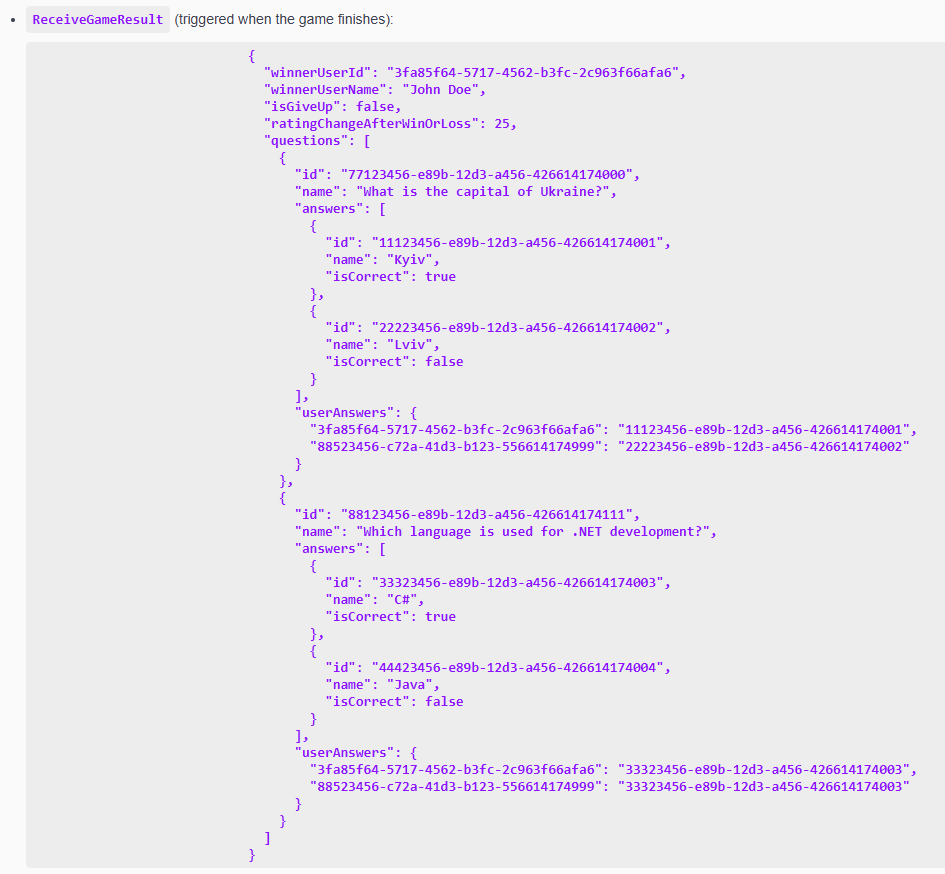 ReceiveGameResult (triggered when the game finishes):
{
"winnerUserId": "3fa85f64-5717-4562-b3fc-2c963f66afa6",
"winnerUserName": "John Doe",
"isGiveUp": false,
"ratingChangeAfterWinOrLoss": 25,
"questions": [
{
"id": "77123456-e89b-12d3-a456-426614174000",
"name": "What is the capital of Ukraine?",
"answers": [
{
"id": "11123456-e89b-12d3-a456-426614174001",
"name": "Kyiv",
"isCorrect": true
},
{
"id": "22223456-e89b-12d3-a456-426614174002",
"name": "Lviv",
"isCorrect": false
}
],
"userAnswers": {
"3fa85f64-5717-4562-b3fc-2c963f66afa6": "11123456-e89b-12d3-a456-426614174001",
"88523456-c72a-41d3-b123-556614174999": "22223456-e89b-12d3-a456-426614174002"
}
},
{
"id": "88123456-e89b-12d3-a456-426614174111",
"name": "Which language is used for .NET development?",
"answers": [
{
"id": "33323456-e89b-12d3-a456-426614174003",
"name": "C#",
"isCorrect": true
},
{
"id": "44423456-e89b-12d3-a456-426614174004",
"name": "Java",
"isCorrect": false
}
],
"userAnswers": {
"3fa85f64-5717-4562-b3fc-2c963f66afa6": "33323456-e89b-12d3-a456-426614174003",
"88523456-c72a-41d3-b123-556614174999": "33323456-e89b-12d3-a456-426614174003"
}
}
]
}